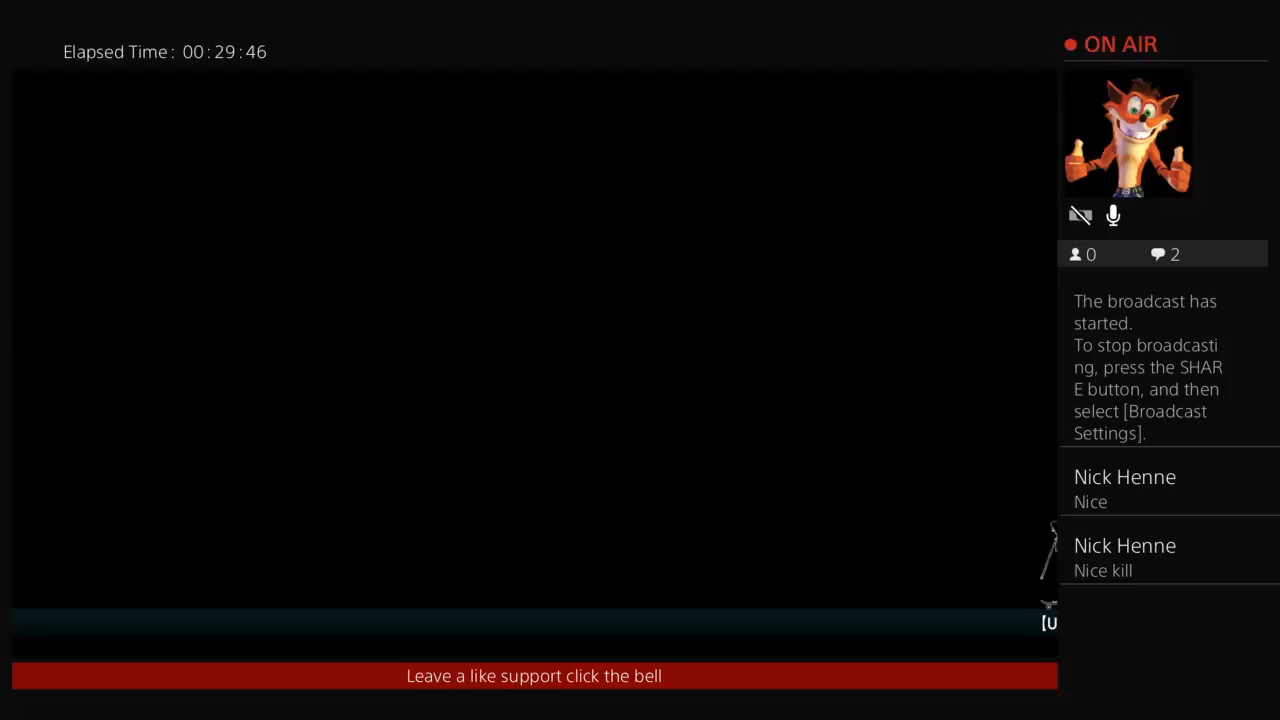 Elapsed Time: 00:29:46
ON AIR
0 2
The broadcast has
started.
To stop broadcasti
ng, press the SHAR
E button, and then
select [Broadcast
Settings].
Nick Henne
Nice
Nick Henne
Nice kill
[U
Leave a like support click the bell